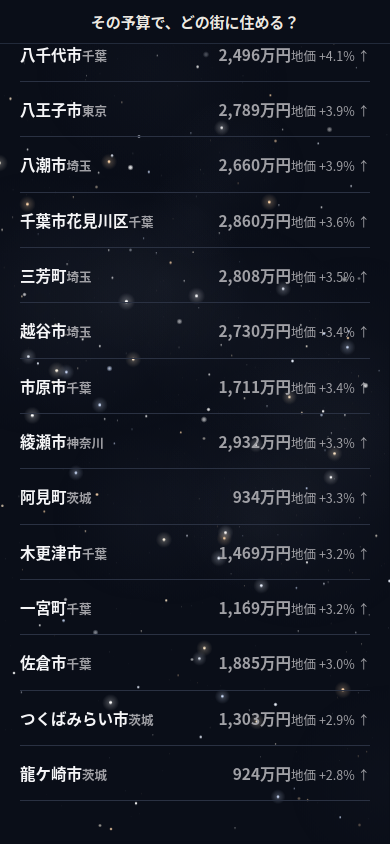 その予算で、どの街に住める？
八千代市千葉 2,496万円地価 +4.1% ↑
八王子市東京 2,789万円地価 +3.9% ↑
八潮市埼玉 2,660万円地価 +3.9% ↑
千葉市花見川区千葉 2,860万円地価 +3.6% ↑
三芳町埼玉 2,808万円地価 +3.5% ↑
越谷市埼玉 2,730万円地価 +3.4% ↑
市原市千葉 1,711万円地価 +3.4% ↑
綾瀬市神奈川 2,932万円地価 +3.3% ↑
阿見町茨城 934万円地価 +3.3% ↑
木更津市千葉 1,469万円地価 +3.2% ↑
一宮町千葉 1,169万円地価 +3.2% ↑
佐倉市千葉 1,885万円地価 +3.0% ↑
つくばみらい市茨城 1,303万円地価 +2.9% ↑
龍ケ崎市茨城 924万円地価 +2.8% ↑